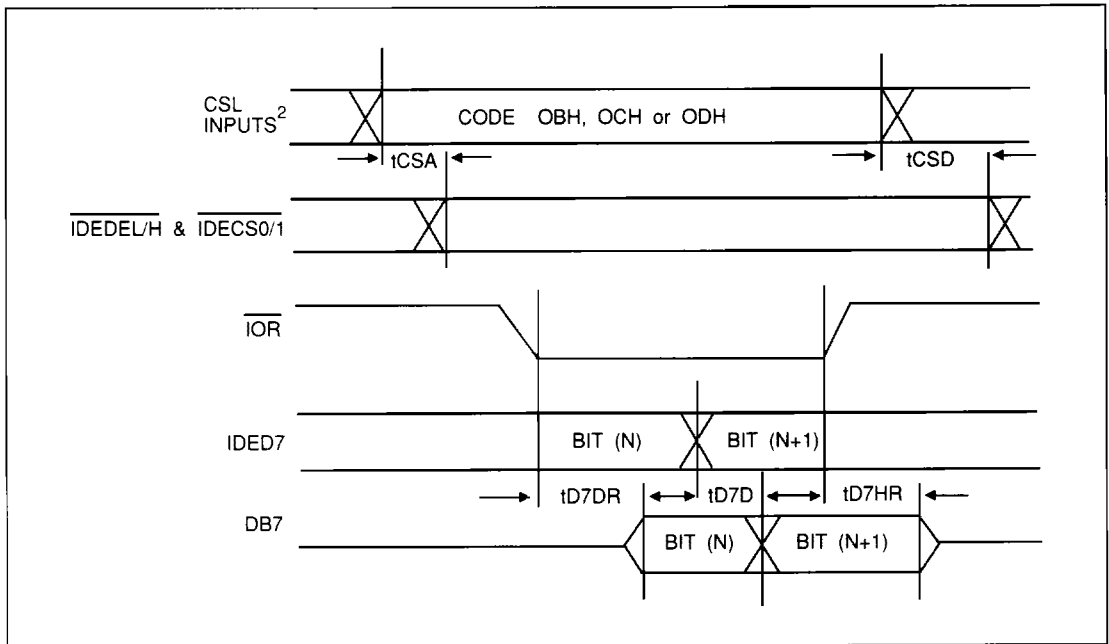 CSL
INPUTS2
CODE OBH, OCH or ODH
tCSA
tCSD
IDEDEL/H & IDECS0/1
IOR
IDED7
BIT (N)
BIT (N+1)
tD7DR
tD7D
tD7HR
DB7
BIT (N)
BIT (N+1)